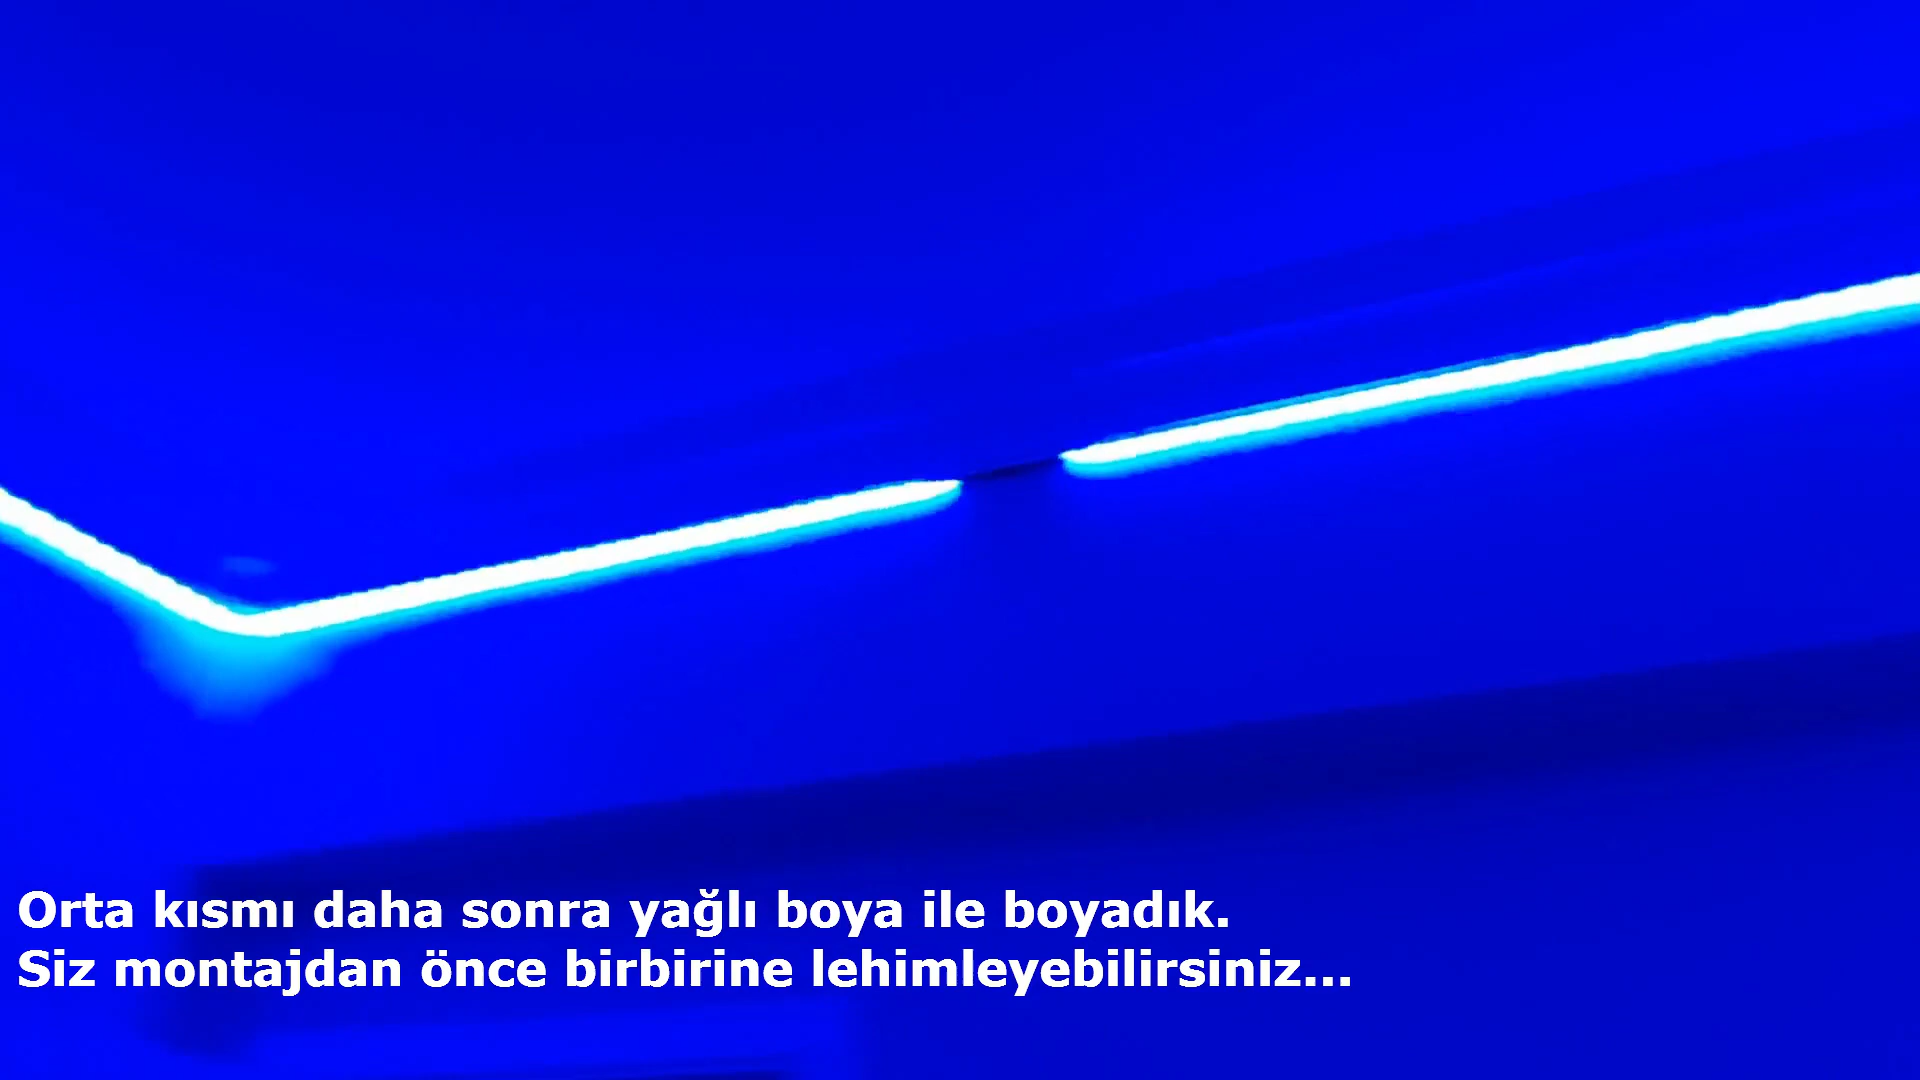 Orta kısmı daha sonra yağlı boya ile boyadık.
Siz montajdan önce birbirine lehimleyebilirsiniz...